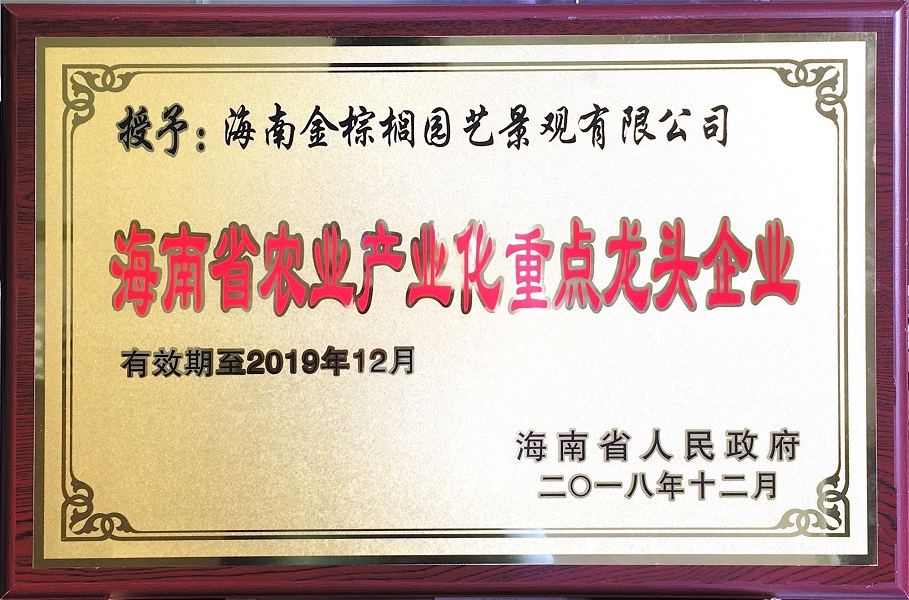 授予：海南金棕榈园艺景观有限公司
海南省农业产业化重点龙头企业
有效期至2019年12月
海南省人民政府
二〇一八年十二月